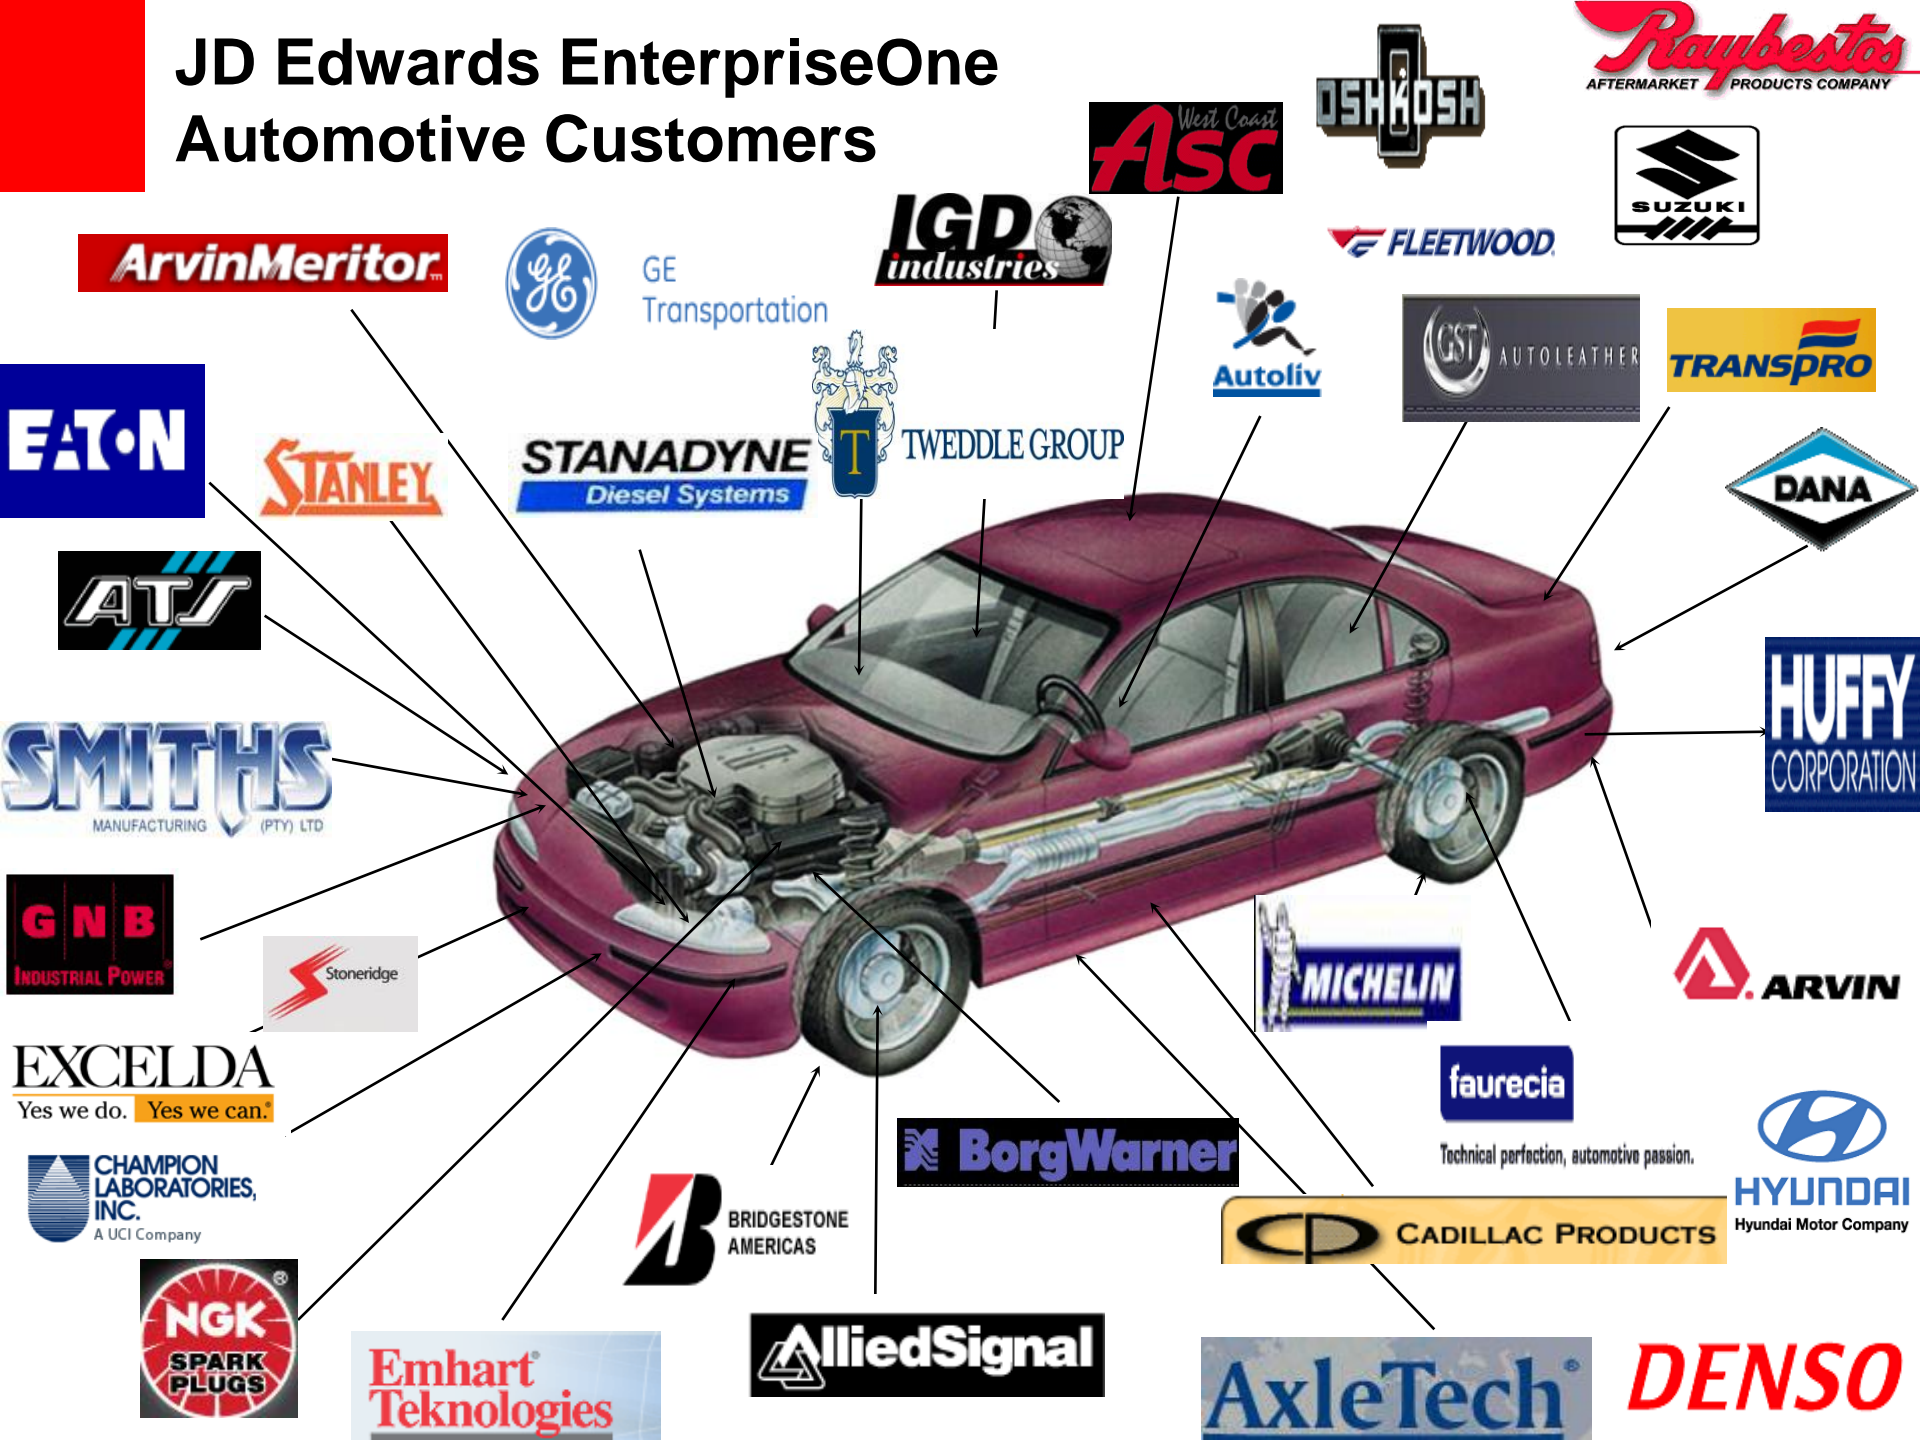 JD Edwards EnterpriseOne
Automotive Customers
Raybestos
AFTERMARKET PRODUCTS COMPANY
OSHKOSH
West Coast
ASC
SUZUKI
IGD
industries
FLEETWOOD
ArvinMeritor
GE
GE
Transportation
Autoliv
GST AUTOLEATHER
TRANSPRO
EATON
STANLEY
STANADYNE
Diesel Systems
T
TWEDDLE GROUP
DANA
ATS
HUFFY
CORPORATION
SMITHS
MANUFACTURING (PTY) LTD
GNB
INDUSTRIAL POWER
Stoneridge
MICHELIN
ARVIN
EXCELDA
Yes we do. Yes we can.®
faurecia
Technical perfection, automotive passion.
BorgWarner
CHAMPION
LABORATORIES,
INC.
A UCI Company
BRIDGESTONE
AMERICAS
CADILLAC PRODUCTS
HYUNDAI
Hyundai Motor Company
NGK
SPARK
PLUGS
®
Emhart®
Teknologies
AlliedSignal
AxleTech®
DENSO